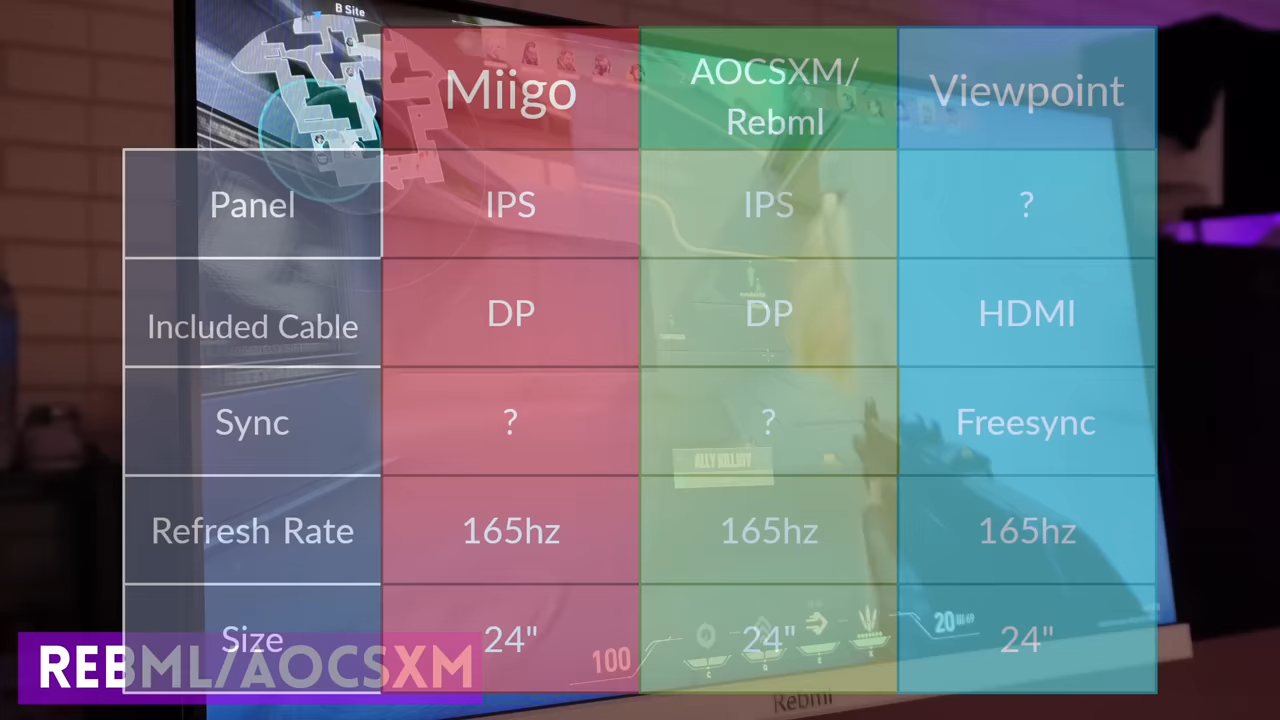 B Site
Miigo
AOCSXM/
Rebml
Viewpoint
Panel
IPS
IPS
?
Included Cable
DP
DP
HDMI
Sync
?
?
Freesync
ALLY KILLJOY
Refresh Rate
165hz
165hz
165hz
Size
24"
24"
24"
100
20
REBML/AOCSXM
Rebml